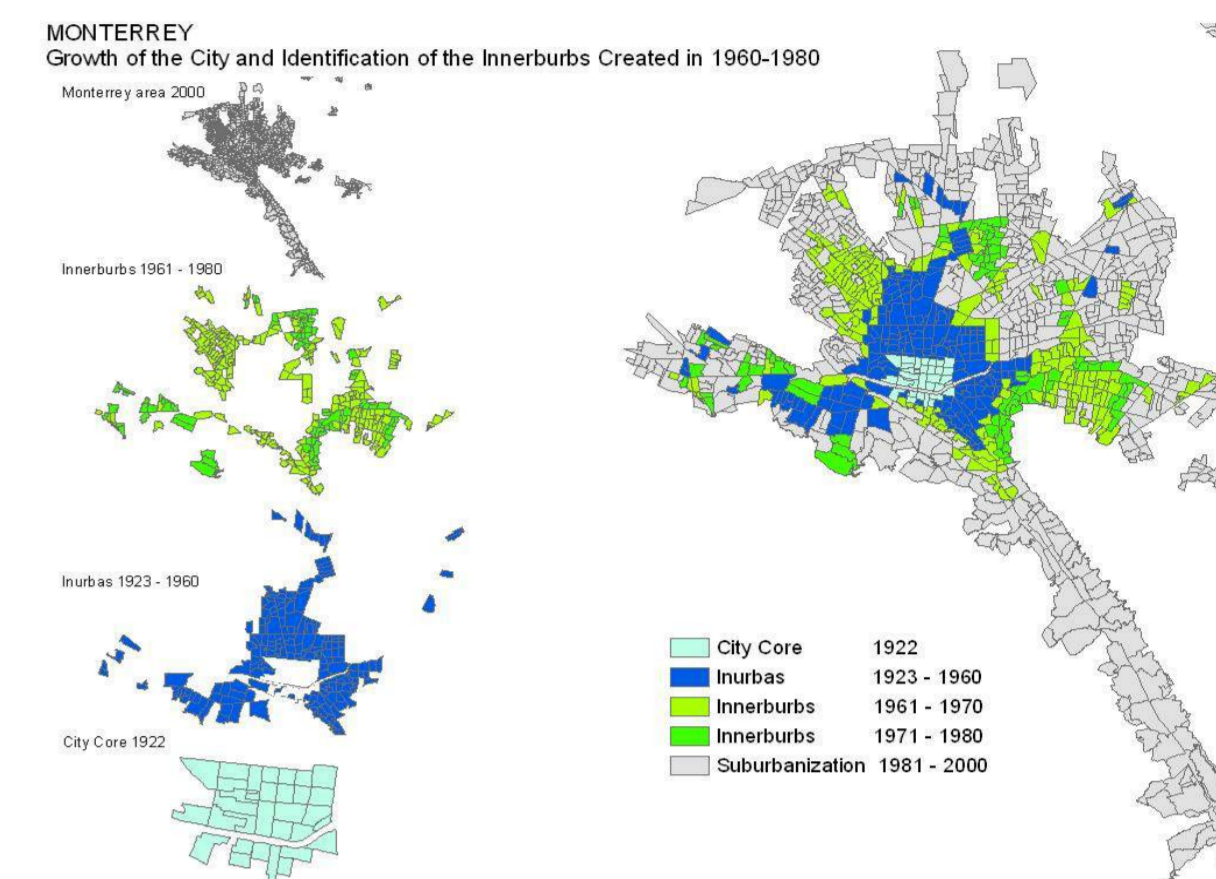 MONTERREY
Growth of the City and Identification of the Innerburbs Created in 1960-1980
Monterrey area 2000
Innerburbs 1961 - 1980
Inurbas 1923 - 1960
City Core 1922
City Core 1922
Inurbas 1923 - 1960
Innerburbs 1961 - 1970
Innerburbs 1971 - 1980
Suburbanization 1981 - 2000